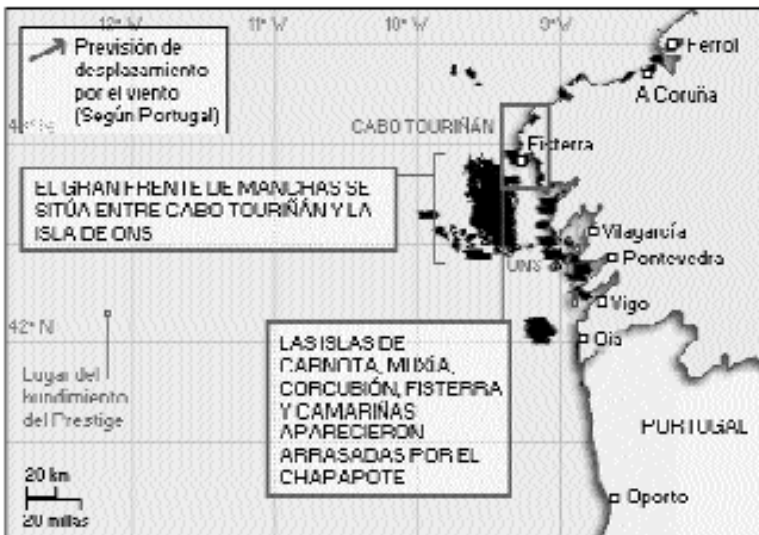 12° W
11° W
10° W
9° W
Previsión de
desplazamiento
por el viento
(Según Portugal)
Ferrol
A Coruña
CABO TOURIÑÁN
Fisterra
EL GRAN FRENTE DE MANCHAS SE
SITÚA ENTRE CABO TOURIÑÁN Y LA
ISLA DE ONS
Vilagarcía
ONS
Pontevedra
Vigo
42° N
Oia
LAS ISLAS DE
CARNOTA, MUXÍA,
CORCUBIÓN, FISTERRA
Y CAMARIÑAS
APARECIERON
ARRASADAS POR EL
CHAPAPOTE
Lugar del
hundimiento
del Prestige
PORTUGAL
20 km
20 millas
Oporto